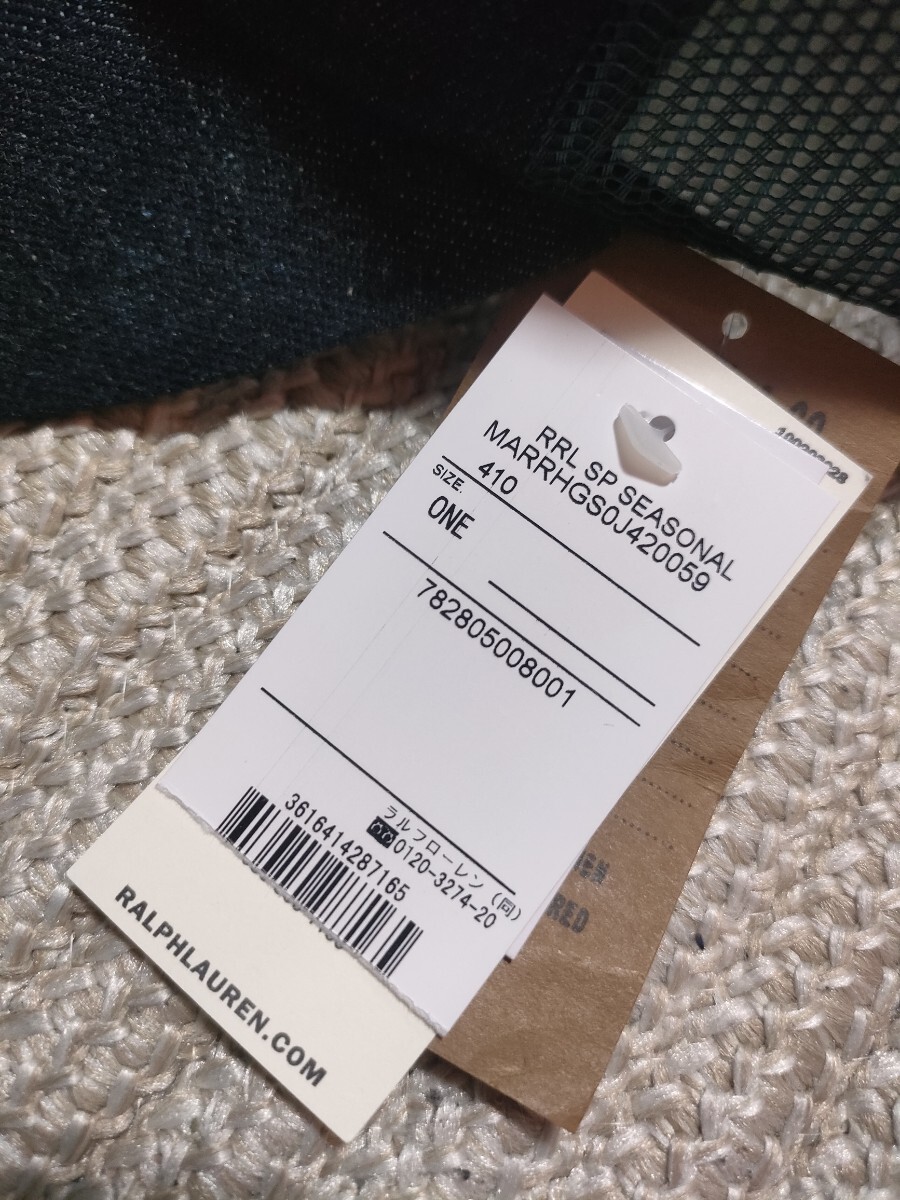 RRL SP SEASONAL
MARRHGS0J420059
410
SIZE.
ONE
782805008001
ラルフローレン(同)
0120-3274-20
3616414287165
RALPHLAUREN.COM